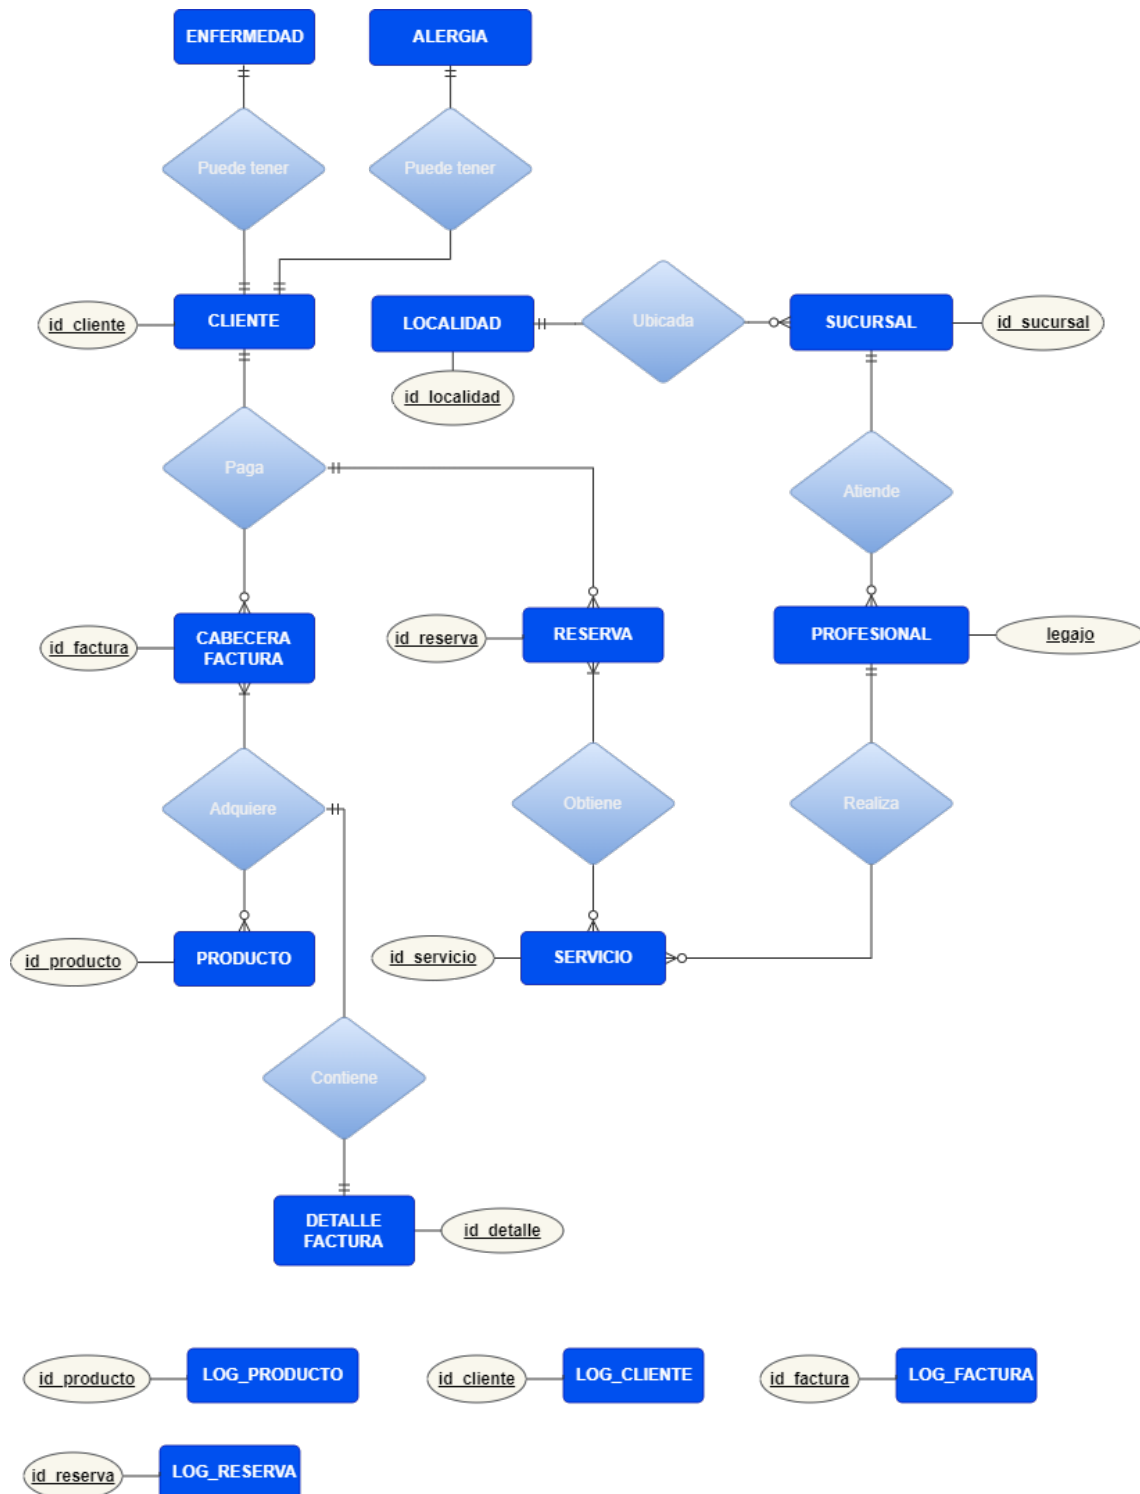 ENFERMEDAD
ALERGIA
Puede tener
Puede tener
id_cliente
CLIENTE
LOCALIDAD
Ubicada
SUCURSAL
id_sucursal
id_localidad
Paga
Atiende
id_factura
CABECERA
FACTURA
id_reserva
RESERVA
PROFESIONAL
legajo
Adquiere
Obtiene
Realiza
id_producto
PRODUCTO
id_servicio
SERVICIO
Contiene
DETALLE
FACTURA
id_detalle
id_producto
LOG_PRODUCTO
id_cliente
LOG_CLIENTE
id_factura
LOG_FACTURA
id_reserva
LOG_RESERVA